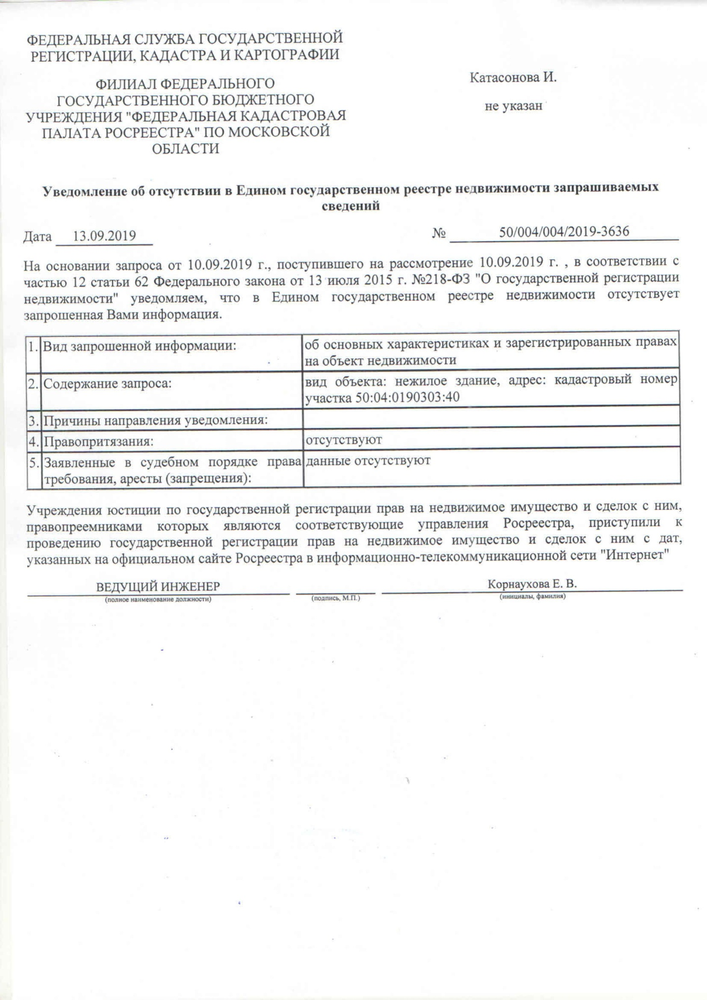 ФЕДЕРАЛЬНАЯ СЛУЖБА ГОСУДАРСТВЕННОЙ
РЕГИСТРАЦИИ, КАДАСТРА И КАРТОГРАФИИ
ФИЛИАЛ ФЕДЕРАЛЬНОГО
ГОСУДАРСТВЕННОГО БЮДЖЕТНОГО
УЧРЕЖДЕНИЯ "ФЕДЕРАЛЬНАЯ КАДАСТРОВАЯ
ПАЛАТА РОСРЕЕСТРА" ПО МОСКОВСКОЙ
ОБЛАСТИ
Катасонова И.
не указан
Уведомление об отсутствии в Едином государственном реестре недвижимости запрашиваемых
сведений
Дата 13.09.2019 № 50/004/004/2019-3636
На основании запроса от 10.09.2019 г., поступившего на рассмотрение 10.09.2019 г. , в соответствии с
частью 12 статьи 62 Федерального закона от 13 июля 2015 г. №218-ФЗ "О государственной регистрации
недвижимости" уведомляем, что в Едином государственном реестре недвижимости отсутствует
запрошенная Вами информация.
1. Вид запрошенной информации: об основных характеристиках и зарегистрированных правах
на объект недвижимости
2. Содержание запроса: вид объекта: нежилое здание, адрес: кадастровый номер
участка 50:04:0190303:40
3. Причины направления уведомления:
4. Правопритязания: отсутствуют
5. Заявленные в судебном порядке права данные отсутствуют
требования, аресты (запрещения):
Учреждения юстиции по государственной регистрации прав на недвижимое имущество и сделок с ним,
правопреемниками которых являются соответствующие управления Росреестра, приступили к
проведению государственной регистрации прав на недвижимое имущество и сделок с ним с дат,
указанных на официальном сайте Росреестра в информационно-телекоммуникационной сети "Интернет"
ВЕДУЩИЙ ИНЖЕНЕР Корнаухова Е. В.
(полное наименование должности) (подпись, М.П.) (инициалы, фамилия)